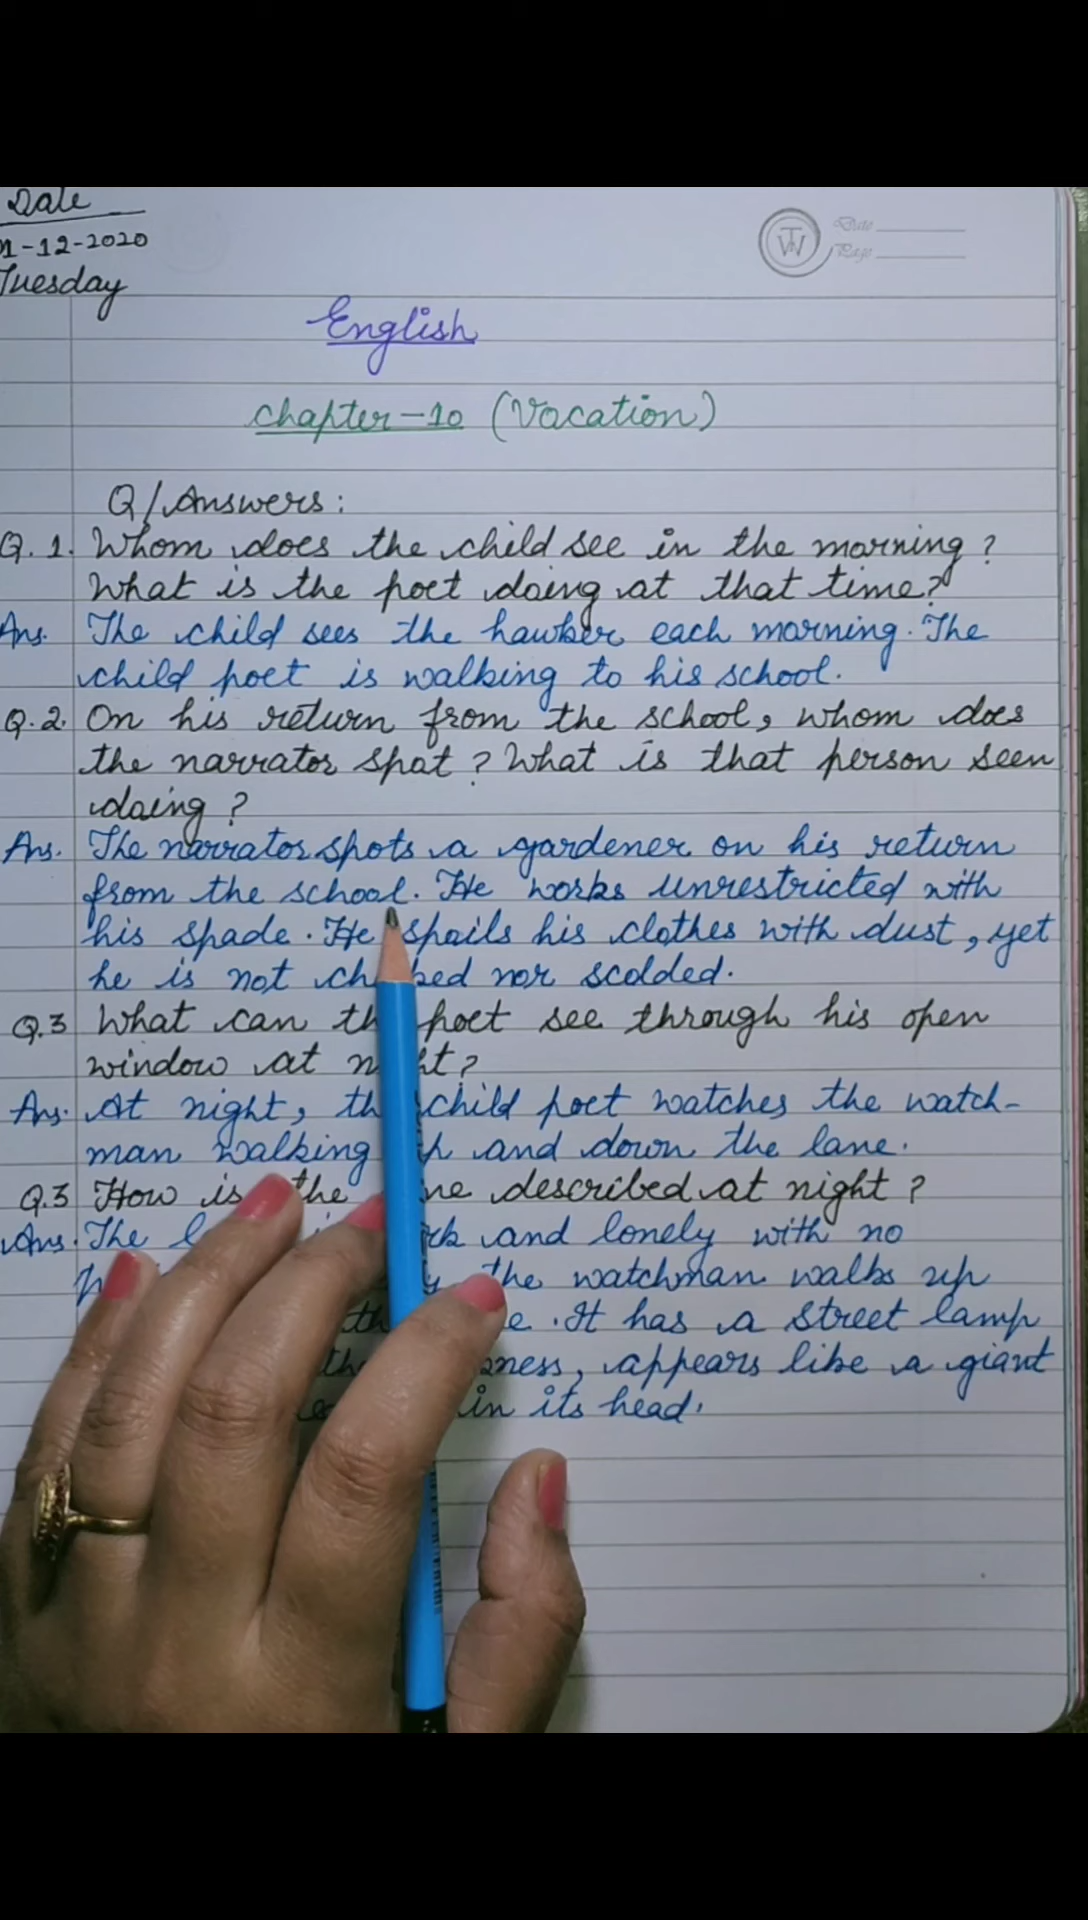 Date
1-12-2020
Tuesday
TW
Date
Page
English
Chapter-10 (Vocation)
Q/Answers:
Q.1. Whom does the child see in the morning?
What is the poet doing at that time?
Ans. The child sees the hawker each morning. The
child poet is walking to his school.
Q.2. On his return from the school, whom does
the narrator spot? What is that person seen
doing?
Ans. The narrator spots a gardener on his return
from the school. He works unrestricted with
his spade. He spoils his clothes with dust, yet
he is not nor scolded.
Q.3 What can poet see through his open
window at
Ans. At night, child poet watches the watch-
man walking and down the lane.
Q.3 How is the described at night?
Ans. The and lonely with no
the watchman walks up
It has a street lamp
appears like a giant
in its head.